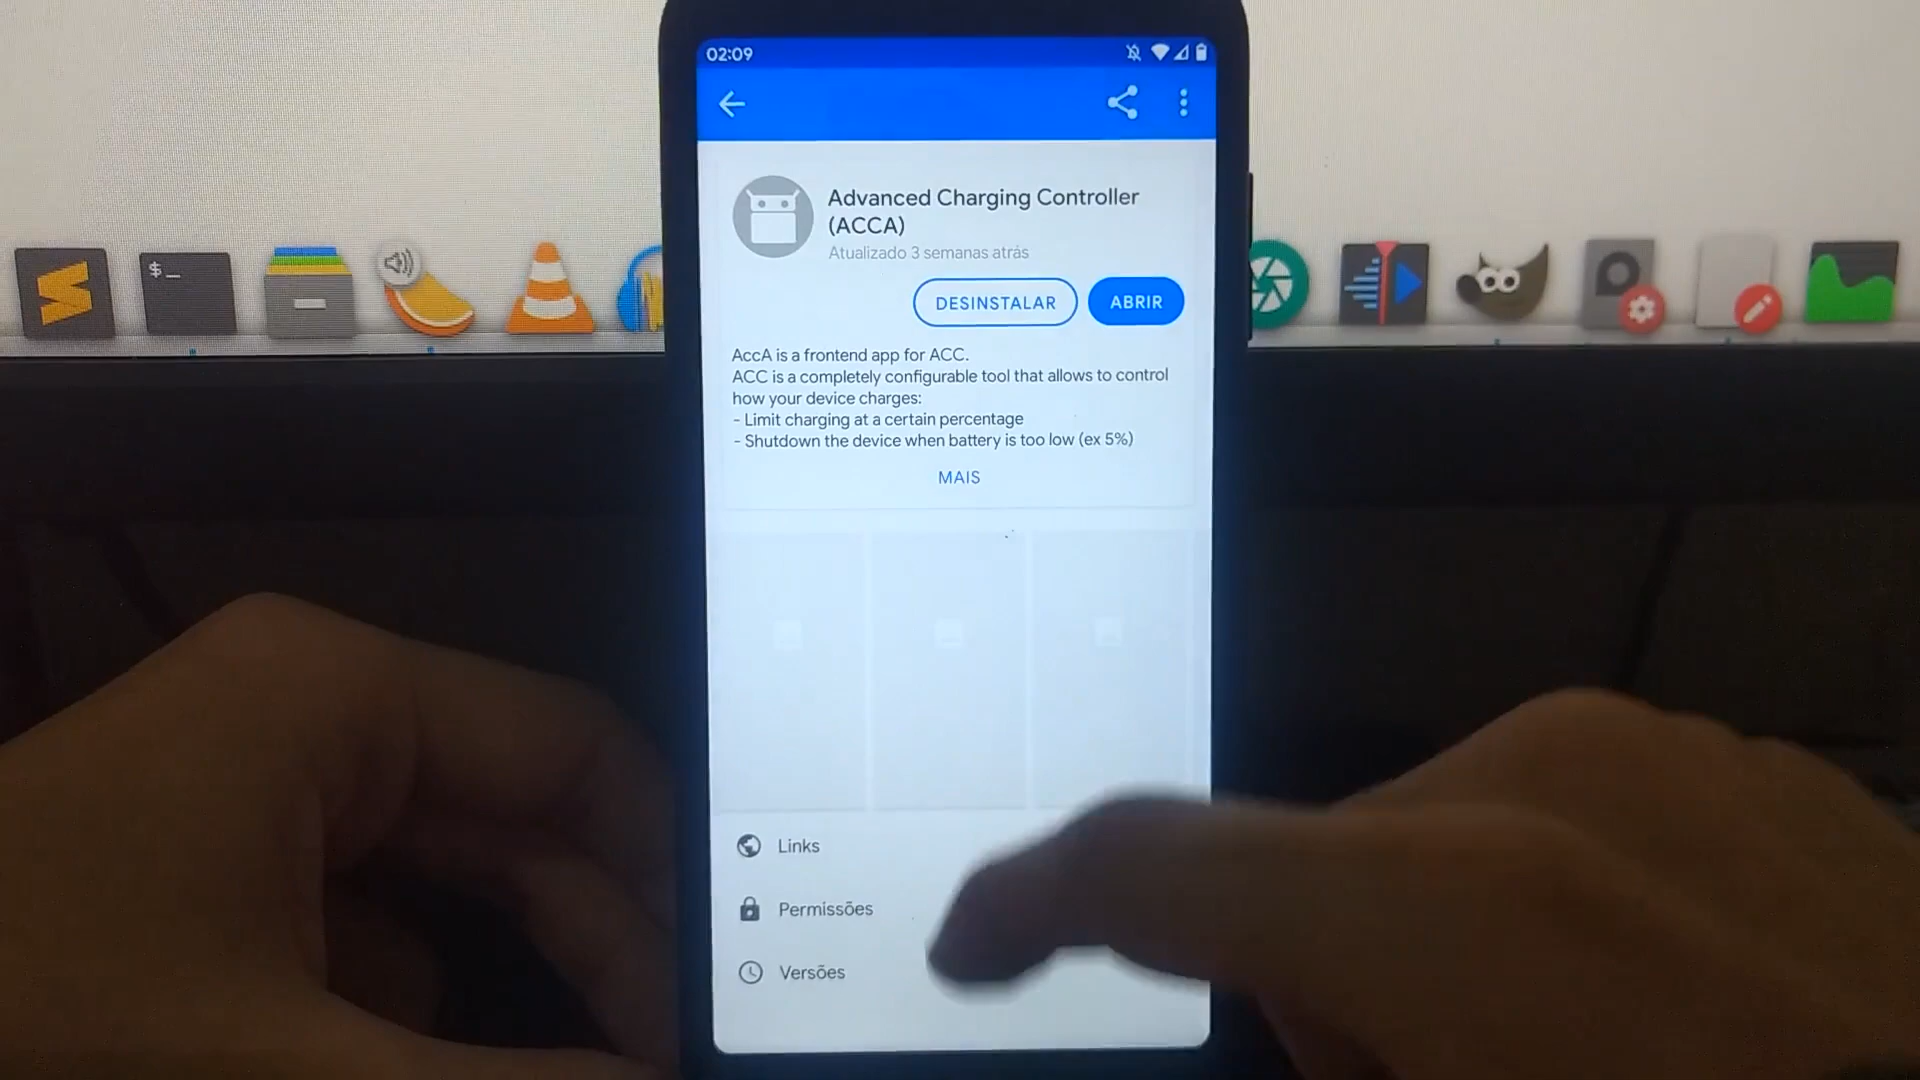 02:09
Advanced Charging Controller
(ACCA)
Atualizado 3 semanas atrás
DESINSTALAR
ABRIR
AccA is a frontend app for ACC.
ACC is a completely configurable tool that allows to control
how your device charges:
- Limit charging at a certain percentage
- Shutdown the device when battery is too low (ex 5%)
MAIS
Links
Permissões
Versões
$_